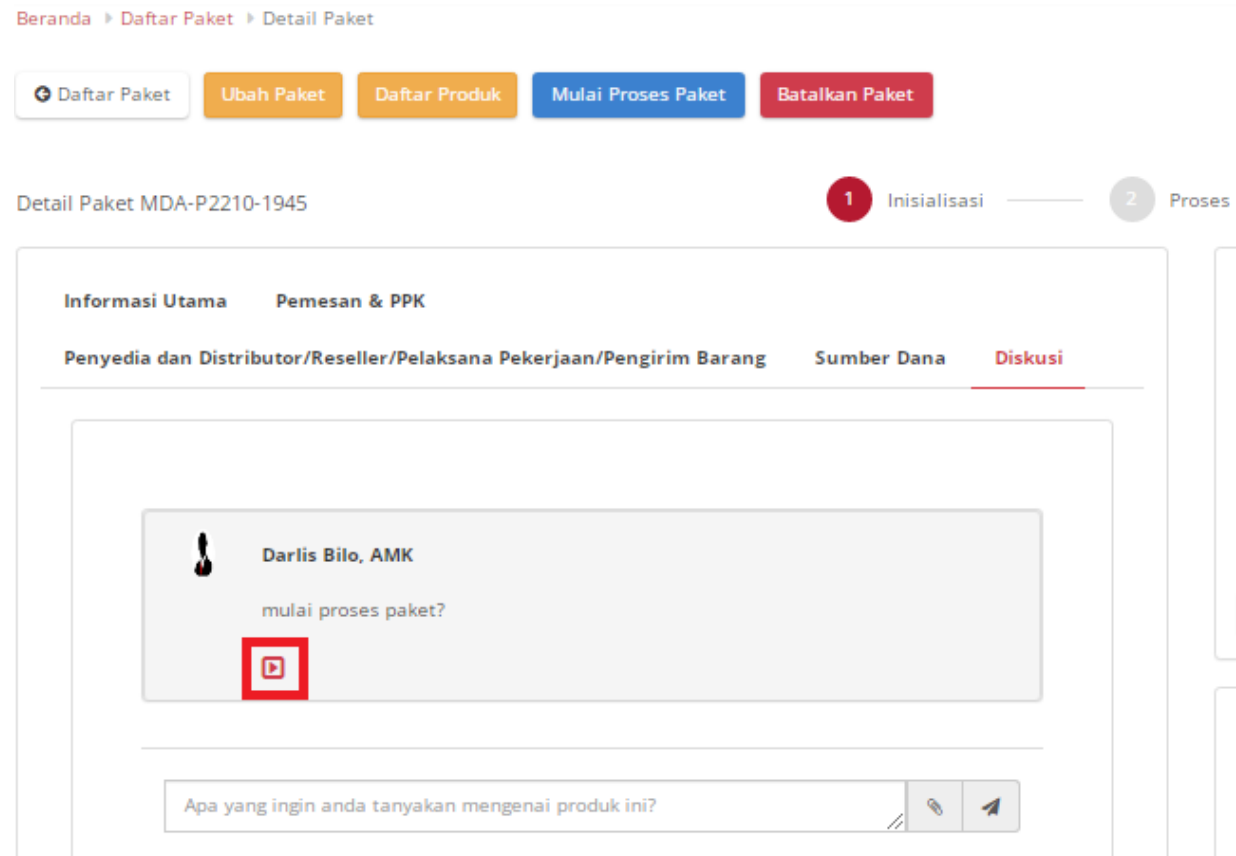 Beranda Daftar Paket Detail Paket
Daftar Paket Ubah Paket Daftar Produk Mulai Proses Paket Batalkan Paket
Detail Paket MDA-P2210-1945 1 Inisialisasi 2 Proses
Informasi Utama Pemesan & PPK
Penyedia dan Distributor/Reseller/Pelaksana Pekerjaan/Pengirim Barang Sumber Dana Diskusi
Darlis Bilo, AMK
mulai proses paket?
Apa yang ingin anda tanyakan mengenai produk ini?